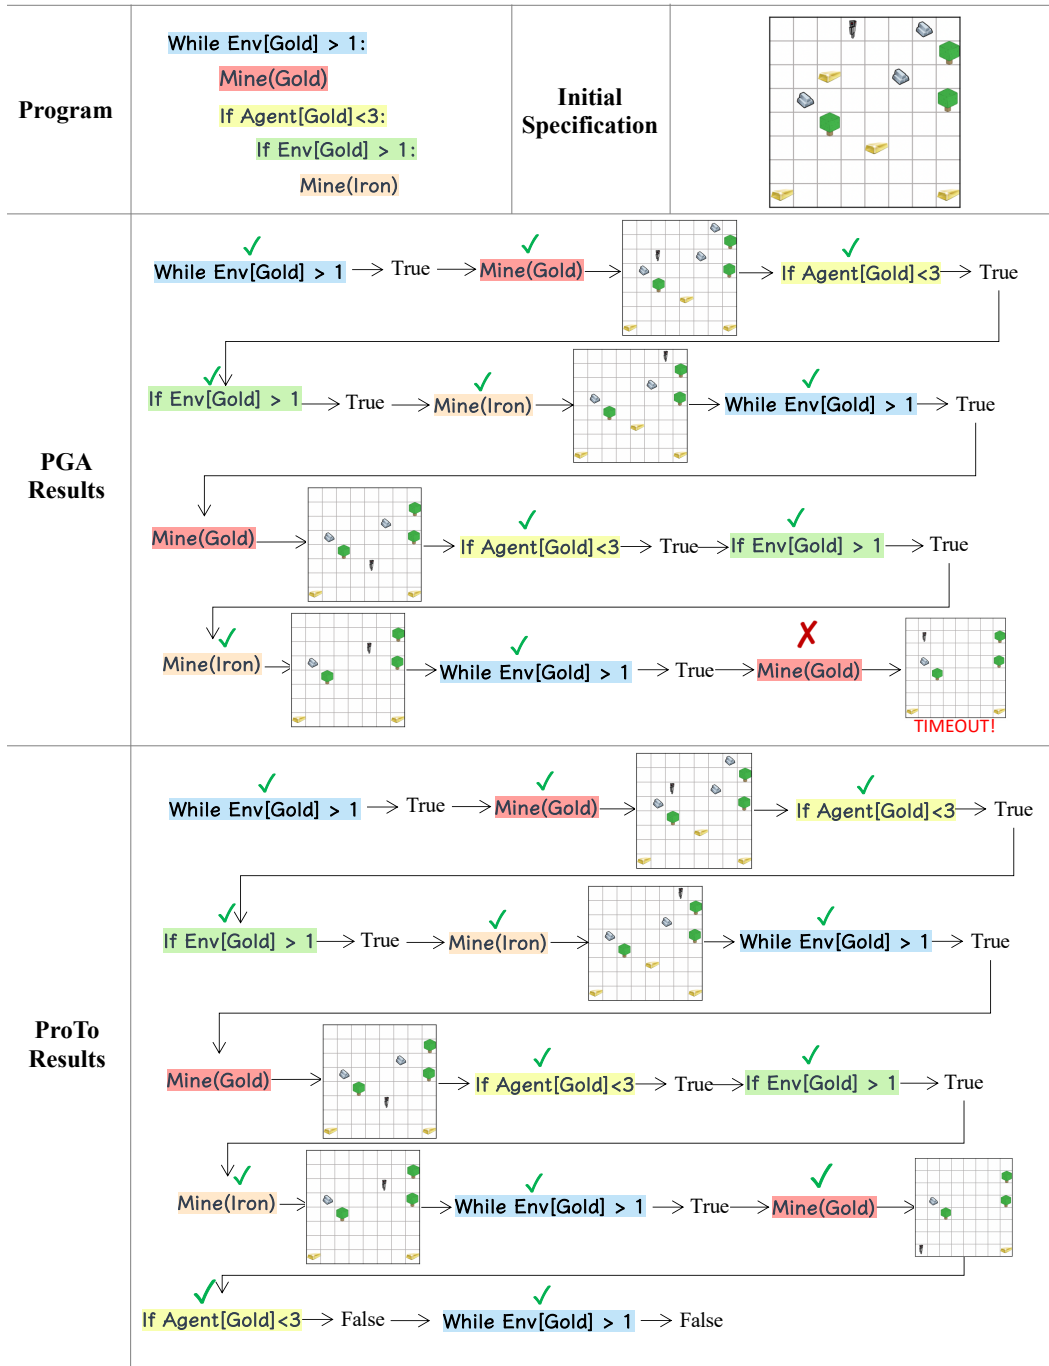 Program
While Env[Gold] > 1:
Mine(Gold)
If Agent[Gold]<3:
If Env[Gold] > 1:
Mine(Iron)
Initial
Specification
PGA
Results
While Env[Gold] > 1 True Mine(Gold) If Agent[Gold]<3 True
If Env[Gold] > 1 True Mine(Iron) While Env[Gold] > 1 True
Mine(Gold) If Agent[Gold]<3 True If Env[Gold] > 1 True
Mine(Iron) While Env[Gold] > 1 True Mine(Gold)
TIMEOUT!
ProTo
Results
While Env[Gold] > 1 True Mine(Gold) If Agent[Gold]<3 True
If Env[Gold] > 1 True Mine(Iron) While Env[Gold] > 1 True
Mine(Gold) If Agent[Gold]<3 True If Env[Gold] > 1 True
Mine(Iron) While Env[Gold] > 1 True Mine(Gold)
If Agent[Gold]<3 False While Env[Gold] > 1 False